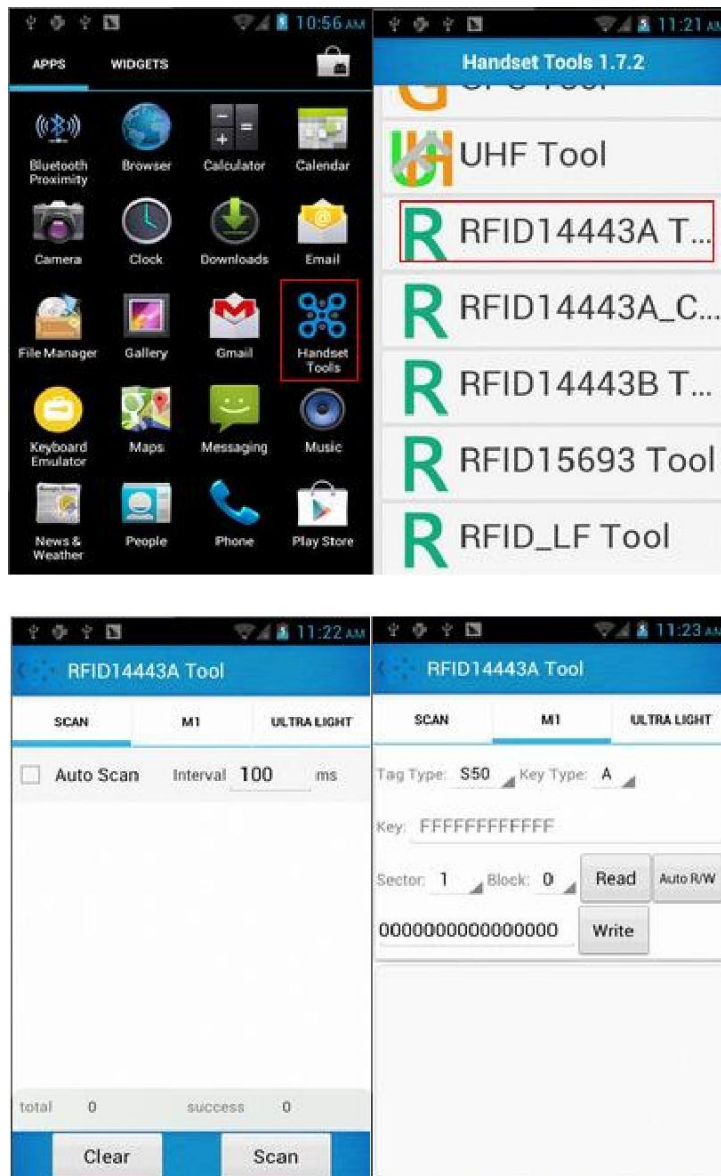 10:56 AM
APPS WIDGETS
Bluetooth Proximity
Browser
Calculator
Calendar
Camera
Clock
Downloads
Email
File Manager
Gallery
Gmail
Handset Tools
Keyboard Emulator
Maps
Messaging
Music
News & Weather
People
Phone
Play Store
11:21 AM
Handset Tools 1.7.2
UHF Tool
RFID14443A T...
RFID14443A_C...
RFID14443B T...
RFID15693 Tool
RFID_LF Tool
11:22 AM
RFID14443A Tool
SCAN M1 ULTRA LIGHT
Auto Scan Interval 100 ms
total 0 success 0
Clear Scan
11:23 AM
RFID14443A Tool
SCAN M1 ULTRA LIGHT
Tag Type: S50 Key Type: A
Key: FFFFFFFFFFFF
Sector: 1 Block: 0 Read Auto R/W
0000000000000000 Write